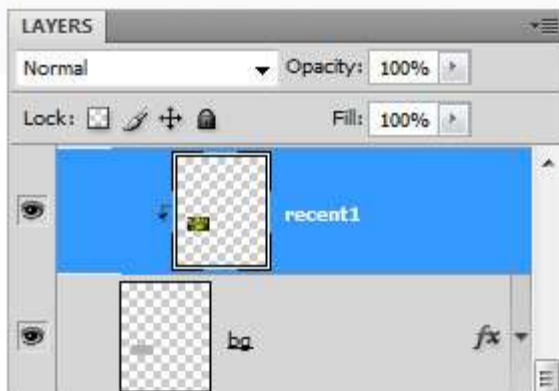 LAYERS
Normal Opacity: 100%
Lock: Fill: 100%
recent1
bg fx